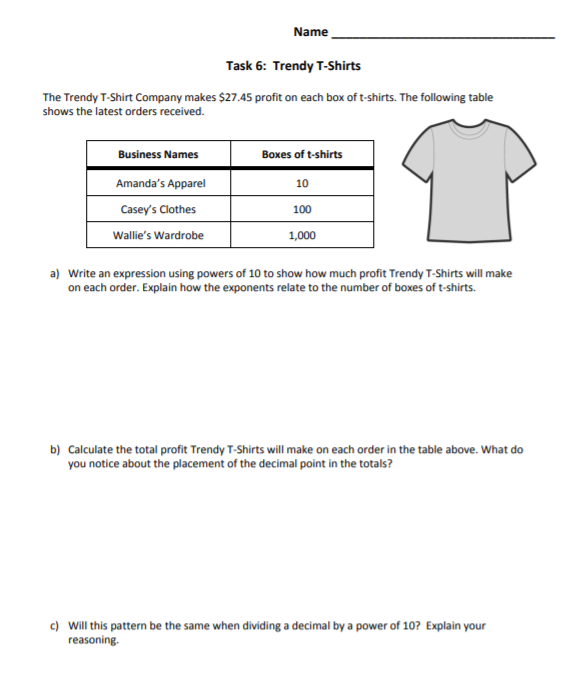 Name
Task 6: Trendy T-Shirts
The Trendy T-Shirt Company makes $27.45 profit on each box of t-shirts. The following table
shows the latest orders received.
Business Names Boxes of t-shirts
Amanda's Apparel 10
Casey's Clothes 100
Wallie's Wardrobe 1,000
a) Write an expression using powers of 10 to show how much profit Trendy T-Shirts will make
on each order. Explain how the exponents relate to the number of boxes of t-shirts.
b) Calculate the total profit Trendy T-Shirts will make on each order in the table above. What do
you notice about the placement of the decimal point in the totals?
c) Will this pattern be the same when dividing a decimal by a power of 10? Explain your
reasoning.